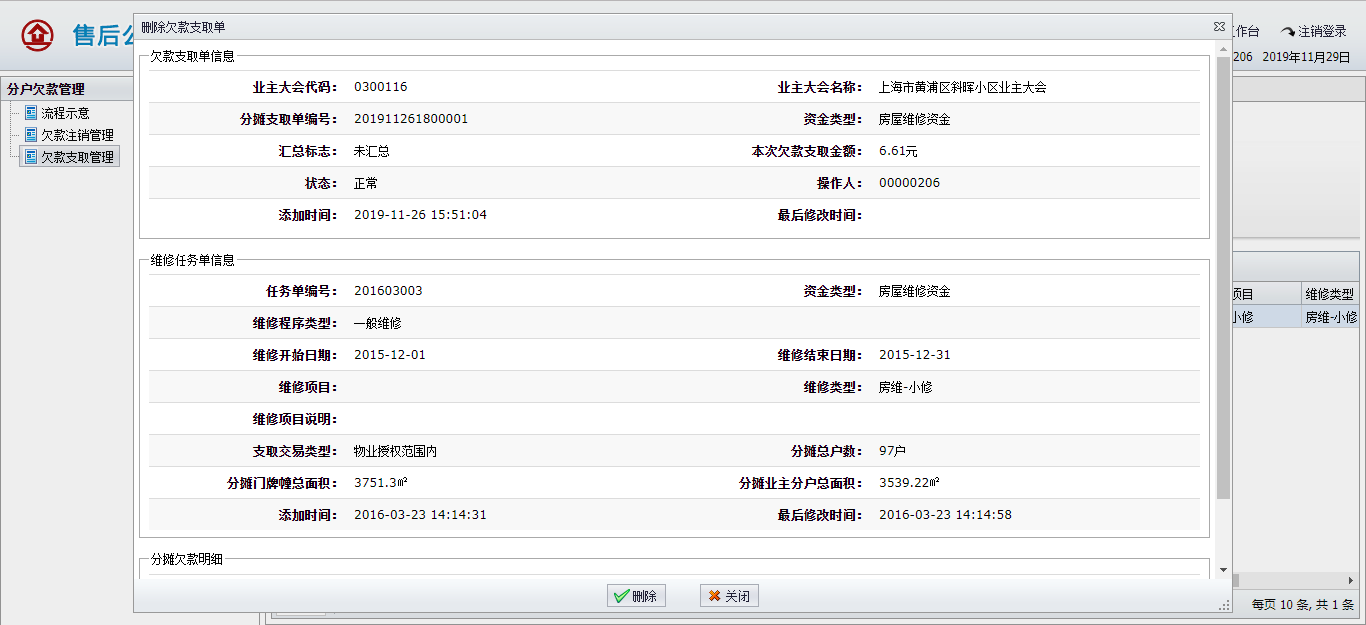 售后公
删除欠款支取单
作台 注销登录
206 2019年11月29日
分户欠款管理
流程示意
欠款注销管理
欠款支取管理
欠款支取单信息
业主大会代码： 0300116 业主大会名称： 上海市黄浦区斜晖小区业主大会
分摊支取单编号： 201911261800001 资金类型： 房屋维修资金
汇总标志： 未汇总 本次欠款支取金额： 6.61元
状态： 正常 操作人： 00000206
添加时间： 2019-11-26 15:51:04 最后修改时间：
维修任务单信息
任务单编号： 201603003 资金类型： 房屋维修资金
维修程序类型： 一般维修
维修开始日期： 2015-12-01 维修结束日期： 2015-12-31
维修项目： 维修类型： 房维-小修
维修项目说明：
支取交易类型： 物业授权范围内 分摊总户数： 97户
分摊门牌幢总面积： 3751.3㎡ 分摊业主分户总面积： 3539.22㎡
添加时间： 2016-03-23 14:14:31 最后修改时间： 2016-03-23 14:14:58
分摊欠款明细
项目 维修类型
小修 房维-小修
删除 关闭
每页 10 条, 共 1 条